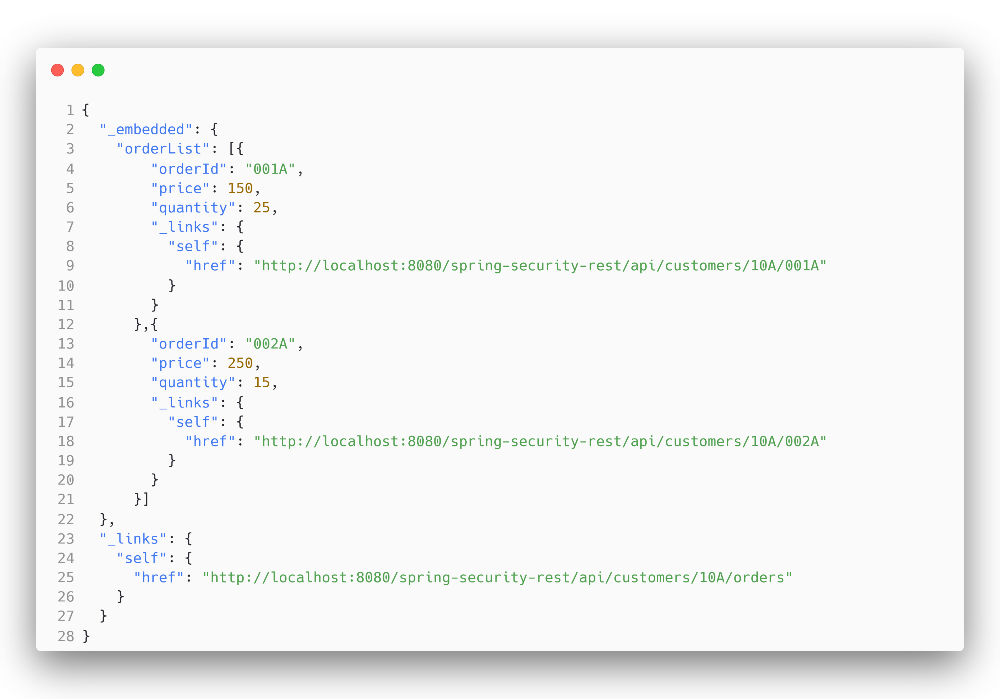 1 {
2   "_embedded": {
3     "orderList": [{
4         "orderId": "001A",
5         "price": 150,
6         "quantity": 25,
7         "_links": {
8           "self": {
9             "href": "http://localhost:8080/spring-security-rest/api/customers/10A/001A"
10           }
11         }
12       },{
13         "orderId": "002A",
14         "price": 250,
15         "quantity": 15,
16         "_links": {
17           "self": {
18             "href": "http://localhost:8080/spring-security-rest/api/customers/10A/002A"
19           }
20         }
21       }]
22   },
23   "_links": {
24     "self": {
25       "href": "http://localhost:8080/spring-security-rest/api/customers/10A/orders"
26     }
27   }
28 }